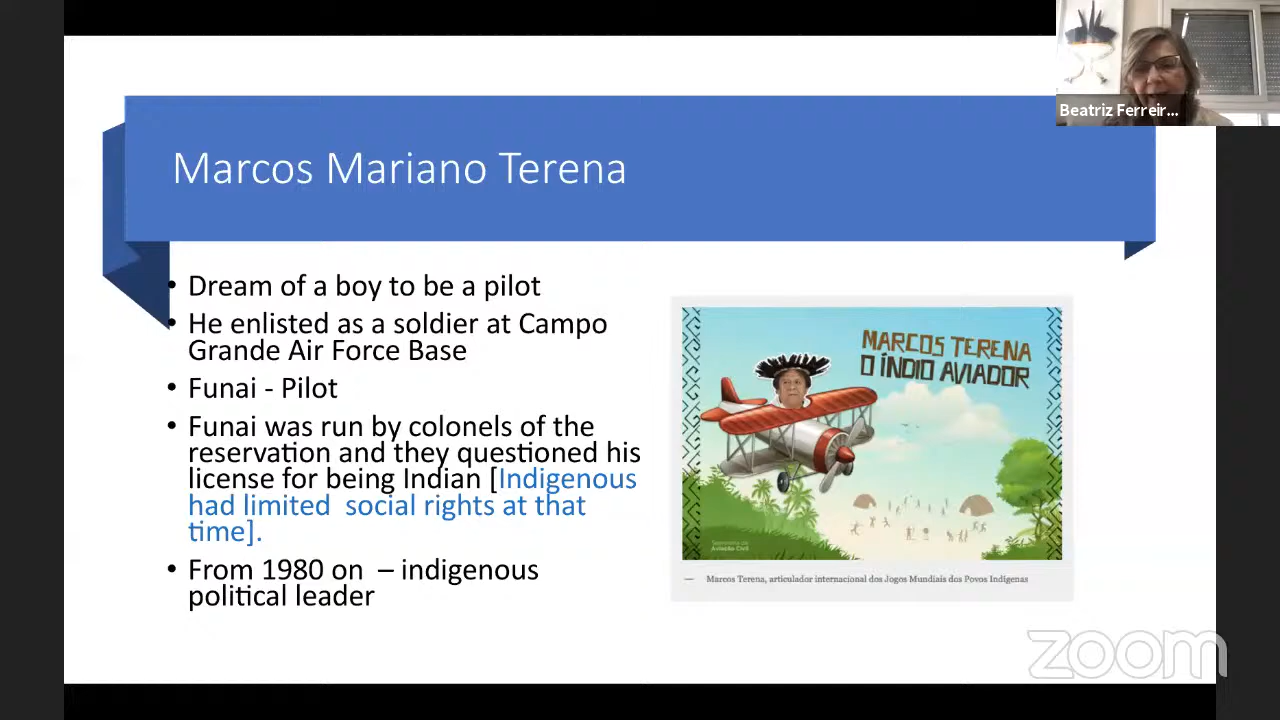 Beatriz Ferreir...
Marcos Mariano Terena
• Dream of a boy to be a pilot
• He enlisted as a soldier at Campo
Grande Air Force Base
• Funai - Pilot
• Funai was run by colonels of the
reservation and they questioned his
license for being Indian [Indigenous
had limited social rights at that
time].
• From 1980 on – indigenous
political leader
MARCOS TERENA
O ÍNDIO AVIADOR
Aviação Civil
— Marcos Terena, articulador internacional dos Jogos Mundiais dos Povos Indígenas
zoom